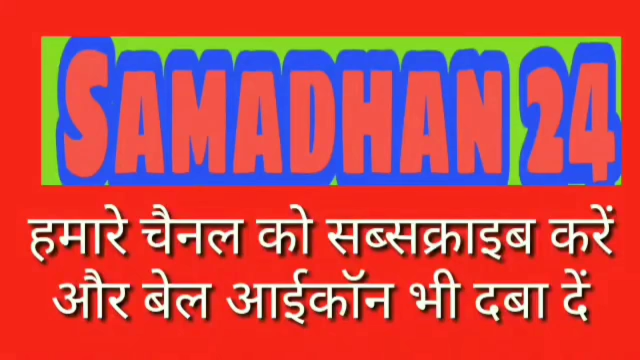 SAMADHAN 24
हमारे चैनल को सब्सक्राइब करें
और बेल आईकॉन भी दबा दें